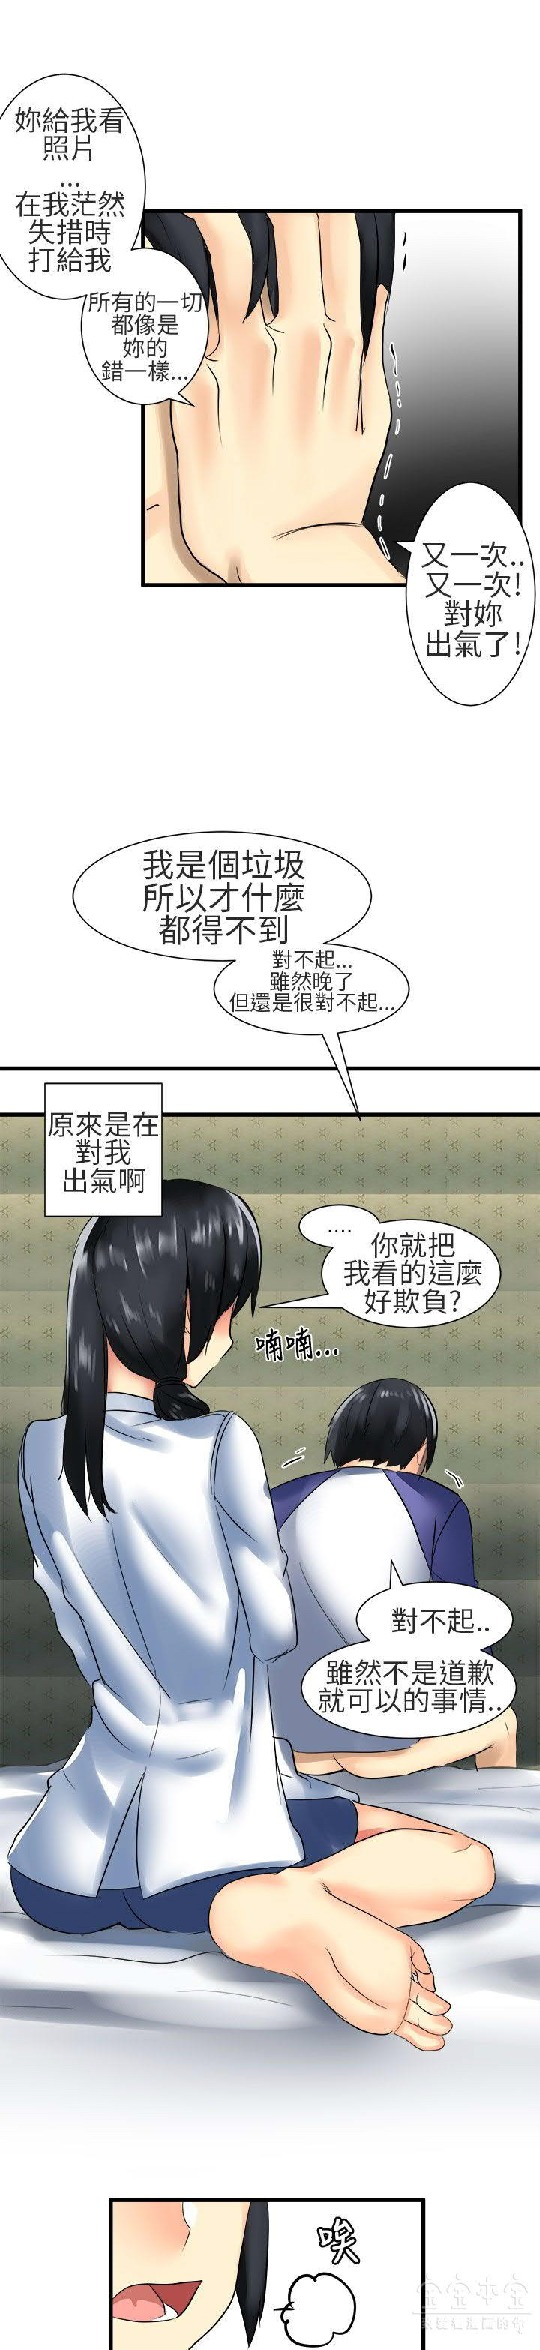 妳給我看
照片
...
在我茫然
失措時
打給我
所有的一切
都像是
妳的
錯一樣...
又一次..
又一次!
對妳
出氣了!
我是個垃圾
所以才什麼
都得不到
對不起...
雖然晚了
但還是很對不起...
原來是在
對我
出氣啊
....
你就把
我看的這麼
好欺負?
喃喃...
對不起..
雖然不是道歉
就可以的事情..
唉